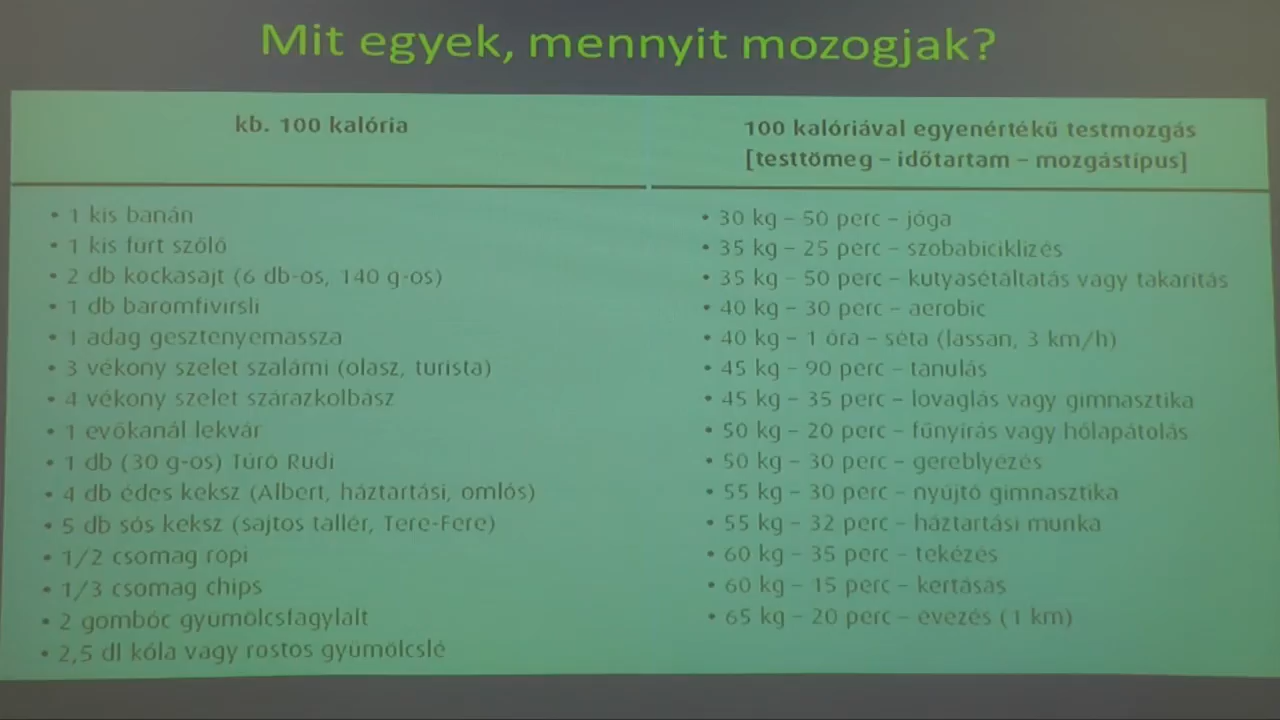 Mit egyek, mennyit mozogjak?
kb. 100 kalória
100 kalóriával egyenértékű testmozgás
[testtömeg – időtartam – mozgástípus]
• 1 kis banán
• 1 kis fürt szőlő
• 2 db kockasajt (6 db-os, 140 g-os)
• 1 db baromfivirsli
• 1 adag gesztenyemassza
• 3 vékony szelet szalámi (olasz, turista)
• 4 vékony szelet szárazkolbász
• 1 evőkanál lekvár
• 1 db (30 g-os) Túró Rudi
• 4 db édes keksz (Albert, háztartási, omlós)
• 5 db sós keksz (sajtos tallér, Tere-Fere)
• 1/2 csomag ropi
• 1/3 csomag chips
• 2 gombóc gyümölcsfagylalt
• 2,5 dl kóla vagy rostos gyümölcslé
• 30 kg – 50 perc – jóga
• 35 kg – 25 perc – szobabiciklizés
• 35 kg – 50 perc – kutyasétáltatás vagy takarítás
• 40 kg – 30 perc – aerobic
• 40 kg – 1 óra – séta (lassan, 3 km/h)
• 45 kg – 90 perc – tanulás
• 45 kg – 35 perc – lovaglás vagy gimnasztika
• 50 kg – 20 perc – fűnyírás vagy hólapátolás
• 50 kg – 30 perc – gereblyézés
• 55 kg – 30 perc – nyújtó gimnasztika
• 55 kg – 32 perc – háztartási munka
• 60 kg – 35 perc – tekézés
• 60 kg – 15 perc – kertásás
• 65 kg – 20 perc – evezés (1 km)